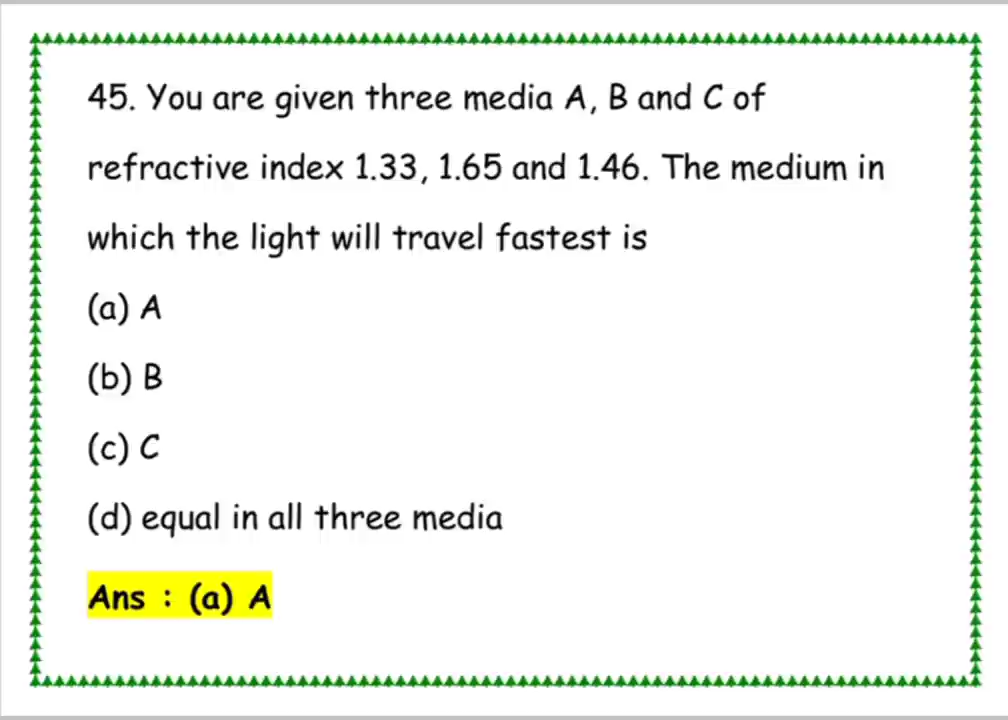 45. You are given three media A, B and C of
refractive index 1.33, 1.65 and 1.46. The medium in
which the light will travel fastest is
(a) A
(b) B
(c) C
(d) equal in all three media
Ans : (a) A